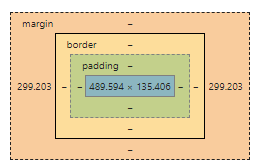 margin –
border –
padding –
299.203 – – 489.594 × 135.406 – – 299.203
–
–
–